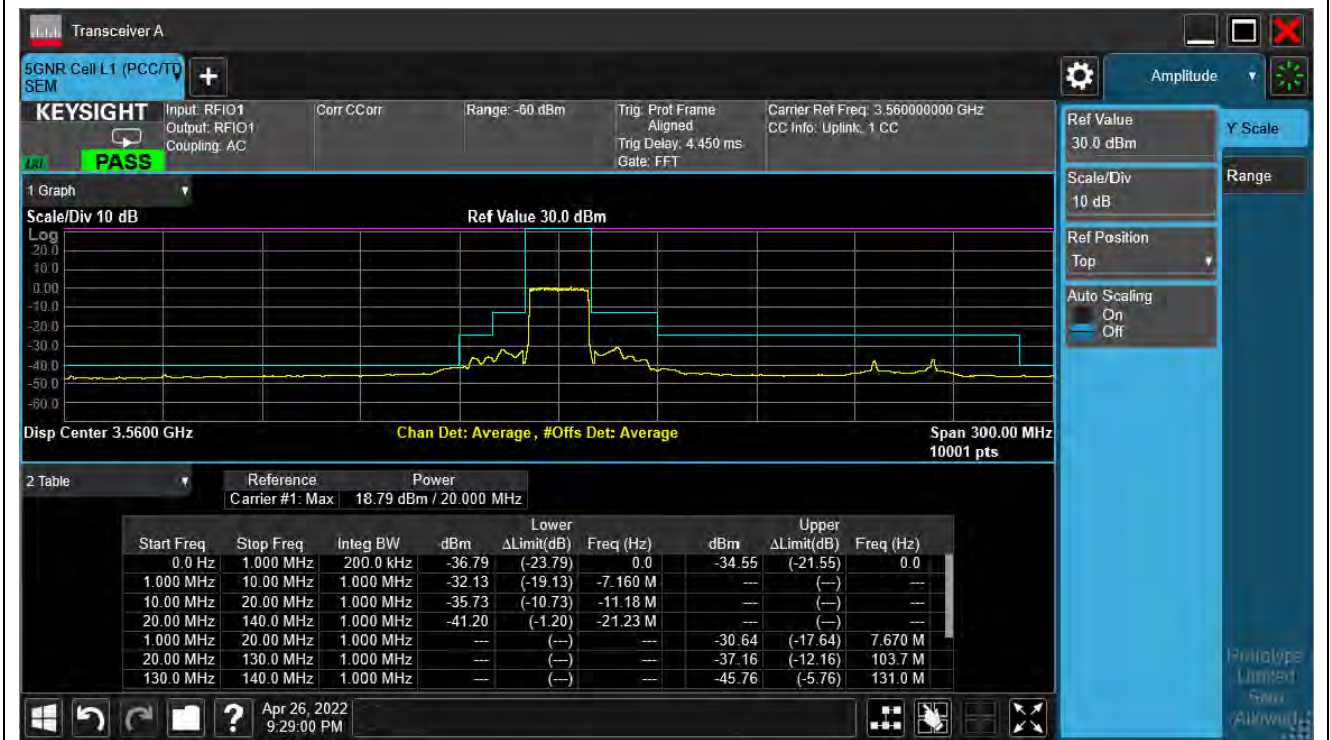 Transceiver A
5GNR Cell L1 (PCC/TD
SEM
+
Amplitude
KEYSIGHT
PASS
Input: RFIO1
Output: RFIO1
Coupling: AC
Corr CCorr
Range: -60 dBm
Trig: Prot Frame
Aligned
Trig Delay: 4.450 ms
Gate: FFT
Carrier Ref Freq: 3.560000000 GHz
CC Info: Uplink, 1 CC
Ref Value
30.0 dBm
Y Scale
Scale/Div
10 dB
Range
Ref Position
Top
Auto Scaling
On
Off
1 Graph
Scale/Div 10 dB
Ref Value 30.0 dBm
Log
20.0
10.0
0.00
-10.0
-20.0
-30.0
-40.0
-50.0
-60.0
Disp Center 3.5600 GHz
Chan Det: Average , #Offs Det: Average
Span 300.00 MHz
10001 pts
2 Table
Reference Power
Carrier #1: Max 18.79 dBm / 20.000 MHz
Lower Upper
Start Freq Stop Freq Integ BW dBm ΔLimit(dB) Freq (Hz) dBm ΔLimit(dB) Freq (Hz)
0.0 Hz 1.000 MHz 200.0 kHz -36.79 (-23.79) 0.0 -34.55 (-21.55) 0.0
1.000 MHz 10.00 MHz 1.000 MHz -32.13 (-19.13) -7.160 M --- (---) ---
10.00 MHz 20.00 MHz 1.000 MHz -35.73 (-10.73) -11.18 M --- (---) ---
20.00 MHz 140.0 MHz 1.000 MHz -41.20 (-1.20) -21.23 M --- (---) ---
1.000 MHz 20.00 MHz 1.000 MHz --- (---) --- -30.64 (-17.64) 7.670 M
20.00 MHz 130.0 MHz 1.000 MHz --- (---) --- -37.16 (-12.16) 103.7 M
130.0 MHz 140.0 MHz 1.000 MHz --- (---) --- -45.76 (-5.76) 131.0 M
?
Apr 26, 2022
9:29:00 PM